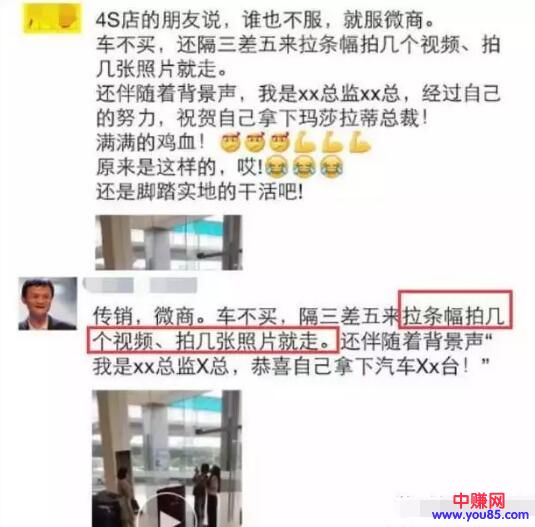 4S店的朋友说，谁也不服，就服微商。
车不买，还隔三差五来拉条幅拍几个视频、拍
几张照片就走。
还伴随着背景声，我是xx总监xx总，经过自己
的努力，祝贺自己拿下玛莎拉蒂总裁！
满满的鸡血！
原来是这样的，哎！
还是脚踏实地的干活吧！
传销，微商。车不买，隔三差五来拉条幅拍几
个视频、拍几张照片就走。还伴随着背景声“
我是xx总监X总，恭喜自己拿下汽车Xx台！”
中赚网
www.you85.com